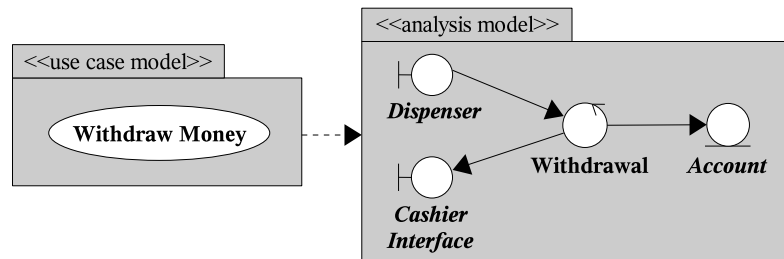 <<use case model>>
Withdraw Money
<<analysis model>>
Dispenser
Withdrawal
Account
Cashier
Interface